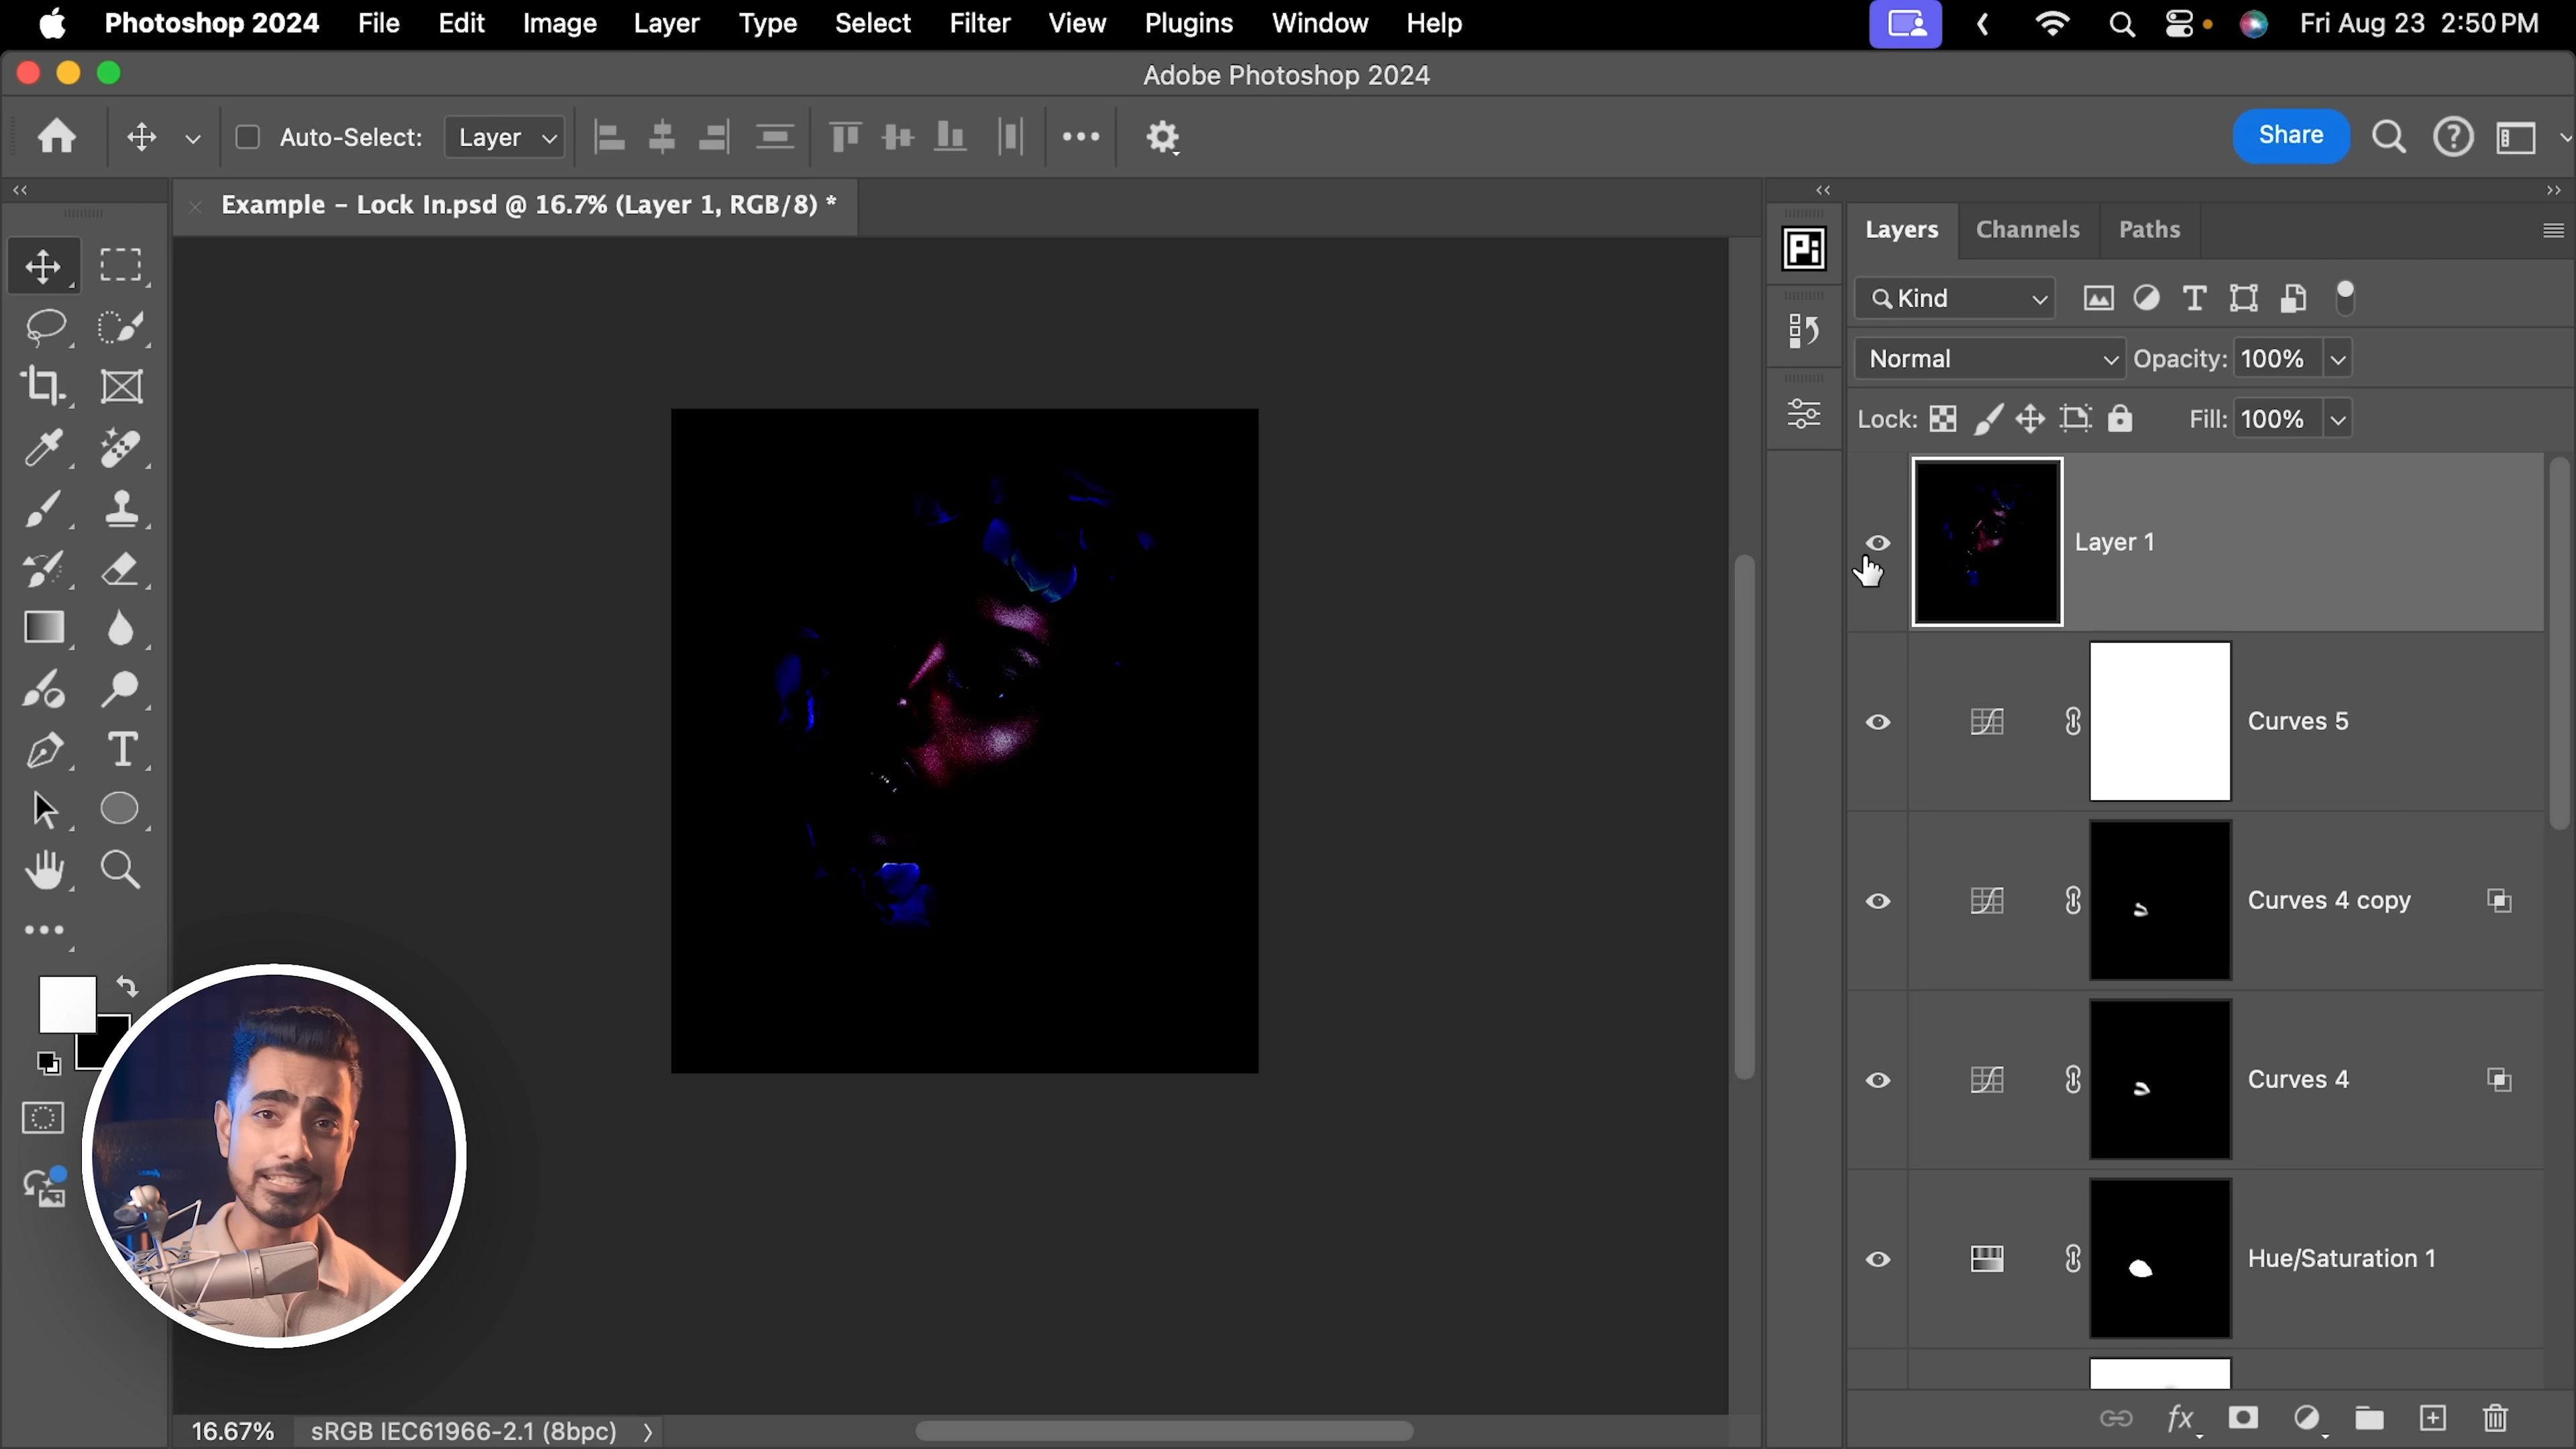 Photoshop 2024 File Edit Image Layer Type Select Filter View Plugins Window Help Fri Aug 23 2:50 PM
Adobe Photoshop 2024
Auto-Select: Layer Share
Example – Lock In.psd @ 16.7% (Layer 1, RGB/8) *
Layers Channels Paths
Pi
Kind
Normal Opacity: 100%
Lock: Fill: 100%
Layer 1
Curves 5
Curves 4 copy
Curves 4
Hue/Saturation 1
16.67% sRGB IEC61966-2.1 (8bpc)
fx